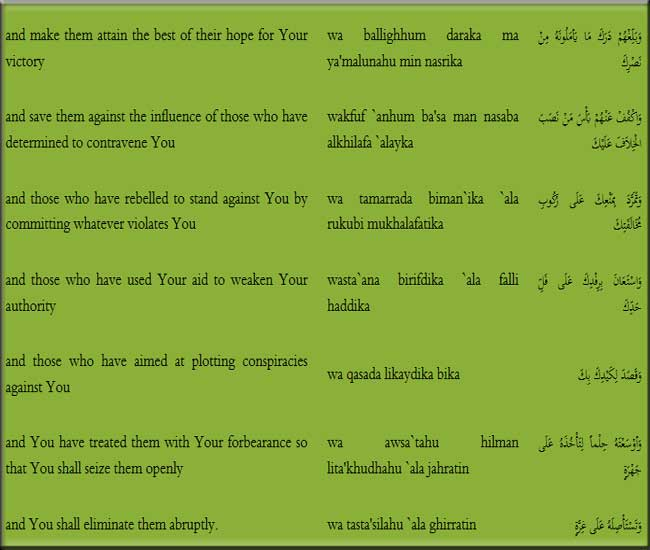 and make them attain the best of their hope for Your
victory
wa ballighhum daraka ma
ya'malunahu min nasrika
وَبَلِّغْهُمْ دَرَكَ مَا يَأْمَلُونَهُ مِنْ
نَصْرِكَ
and save them against the influence of those who have
determined to contravene You
wakfuf `anhum ba'sa man nasaba
alkhilafa `alayka
وَاكْفُفْ عَنْهُمْ بَأْسَ مَنْ نَصَبَ
الْخِلاَفَ عَلَيْكَ
and those who have rebelled to stand against You by
committing whatever violates You
wa tamarrada biman`ika `ala
rukubi mukhalafatika
وَتَمَرَّدَ بِمَنْعِكَ عَلَى رُكُوبِ
مُخَالَفَتِكَ
and those who have used Your aid to weaken Your
authority
wasta`ana birifdika `ala falli
haddika
وَاسْتَعَانَ بِرِفْدِكَ عَلَى فَلِّ
حَدِّكَ
and those who have aimed at plotting conspiracies
against You
wa qasada likaydika bika
وَقَصَدَ لِكَيْدِكَ بِكَ
and You have treated them with Your forbearance so
that You shall seize them openly
wa awsa`tahu hilman
lita'khudhahu `ala jahratin
وَأَوْسَعْتَهُ حِلْماً لِتَأْخُذَهُ عَلَى
جَهْرَةٍ
and You shall eliminate them abruptly.
wa tasta'silahu `ala ghirratin
وَتَسْتَأْصِلَهُ عَلَى غِرَّةٍ